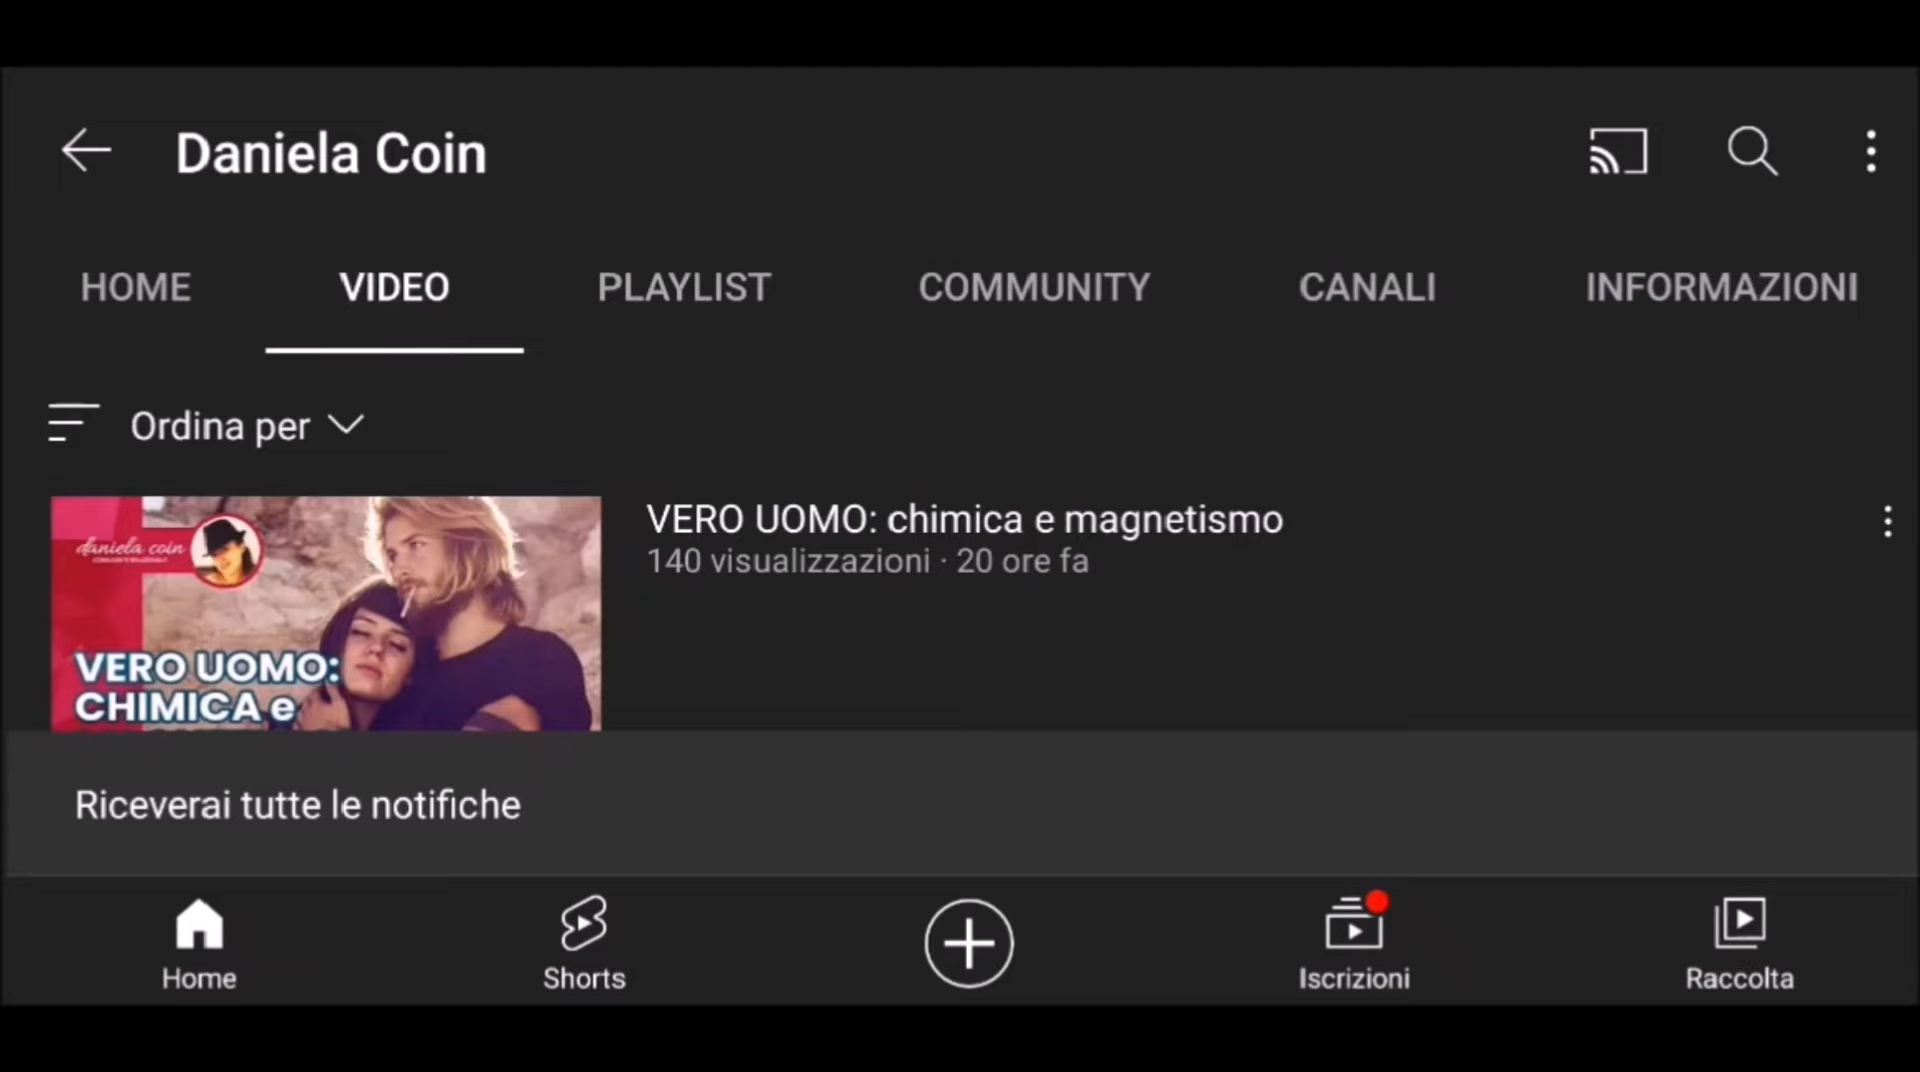 Daniela Coin
HOME VIDEO PLAYLIST COMMUNITY CANALI INFORMAZIONI
Ordina per
VERO UOMO: chimica e magnetismo
140 visualizzazioni · 20 ore fa
daniela coin
VERO UOMO:
CHIMICA e
Riceverai tutte le notifiche
Home Shorts Iscrizioni Raccolta